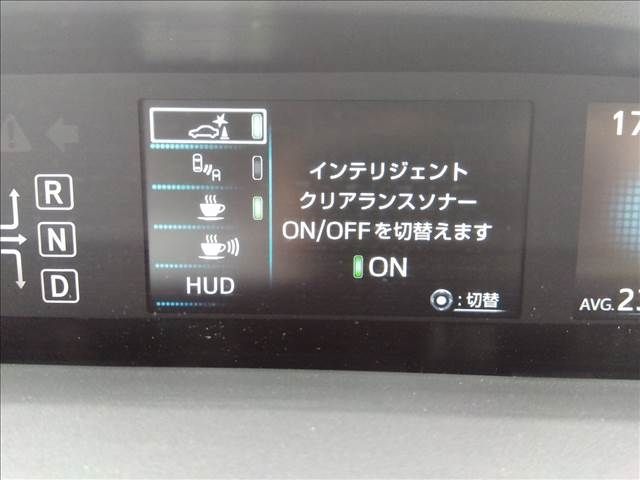 インテリジェント
クリアランスソナー
ON/OFFを切替えます
ON
:切替
A
HUD
R
N
D
17
AVG.23